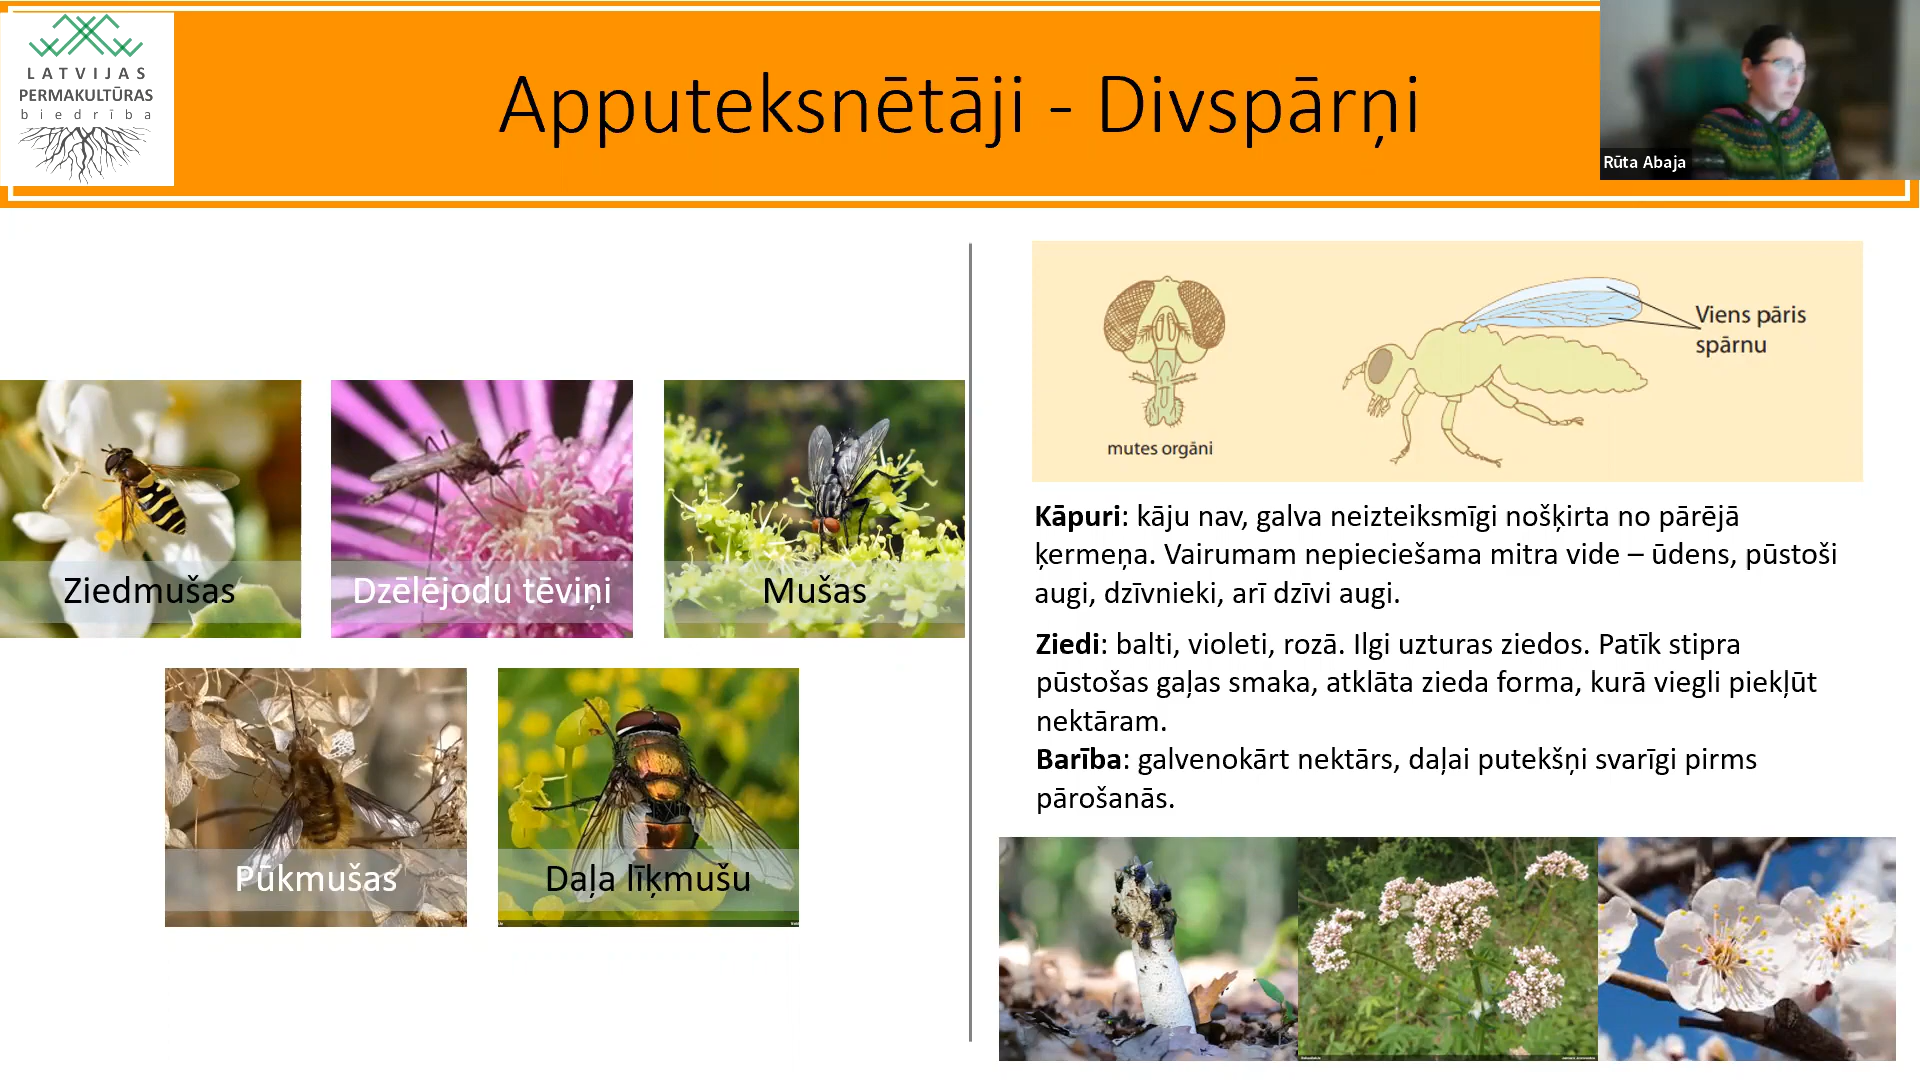 LATVIJAS
PERMAKULTŪRAS
biedrība
Apputeksnētāji - Divspārņi
Rūta Abaja
Ziedmušas
Dzēlējodu tēviņi
Mušas
Pūkmušas
Daļa līķmušu
mutes orgāni
Viens pāris
spārnu
Kāpuri: kāju nav, galva neizteiksmīgi nošķirta no pārējā
ķermeņa. Vairumam nepieciešama mitra vide – ūdens, pūstoši
augi, dzīvnieki, arī dzīvi augi.
Ziedi: balti, violeti, rozā. Ilgi uzturas ziedos. Patīk stipra
pūstošas gaļas smaka, atklāta zieda forma, kurā viegli piekļūt
nektāram.
Barība: galvenokārt nektārs, daļai putekšņi svarīgi pirms
pārošanās.